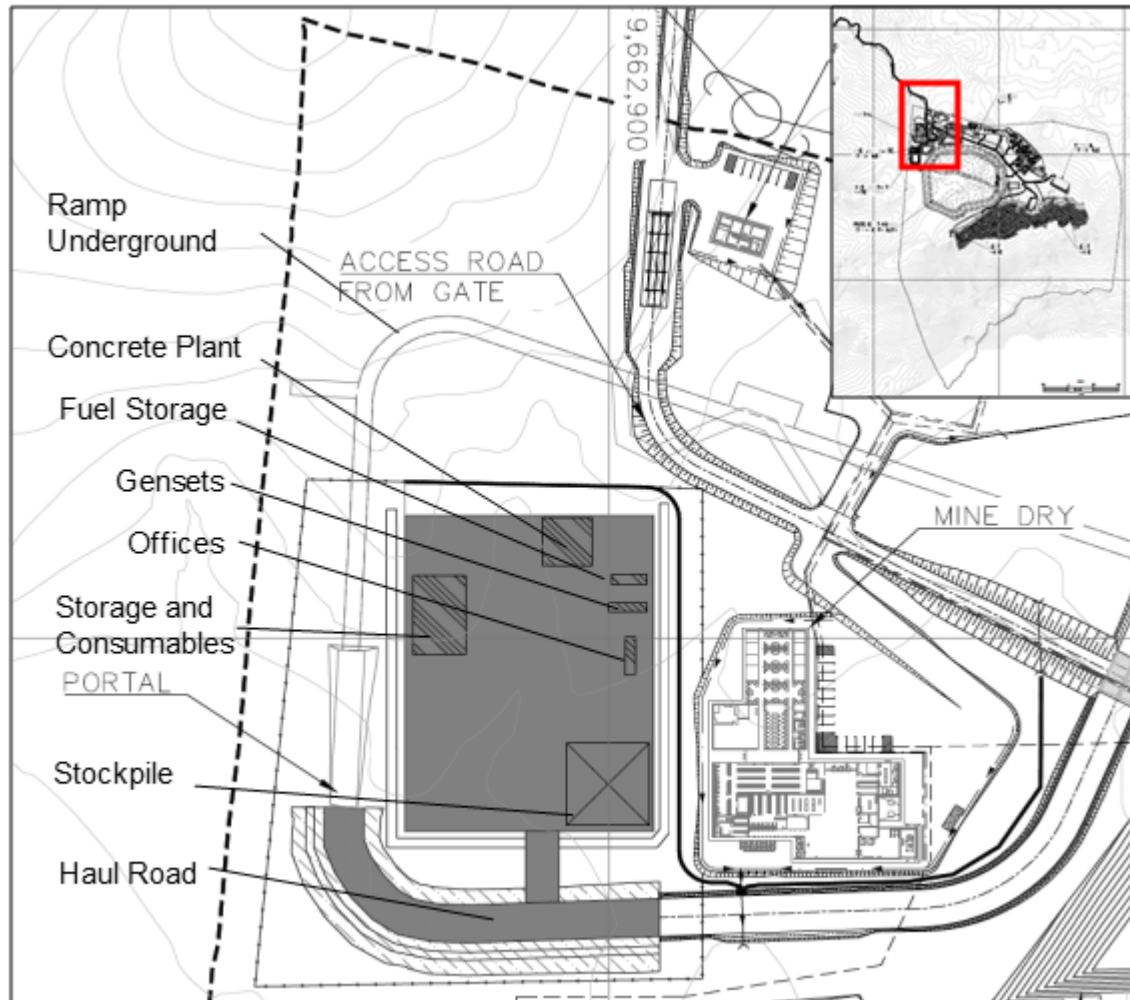 9,662,900
Ramp
Underground
ACCESS ROAD
FROM GATE
Concrete Plant
Fuel Storage
Gensets
MINE DRY
Offices
Storage and
Consumables
PORTAL
Stockpile
Haul Road